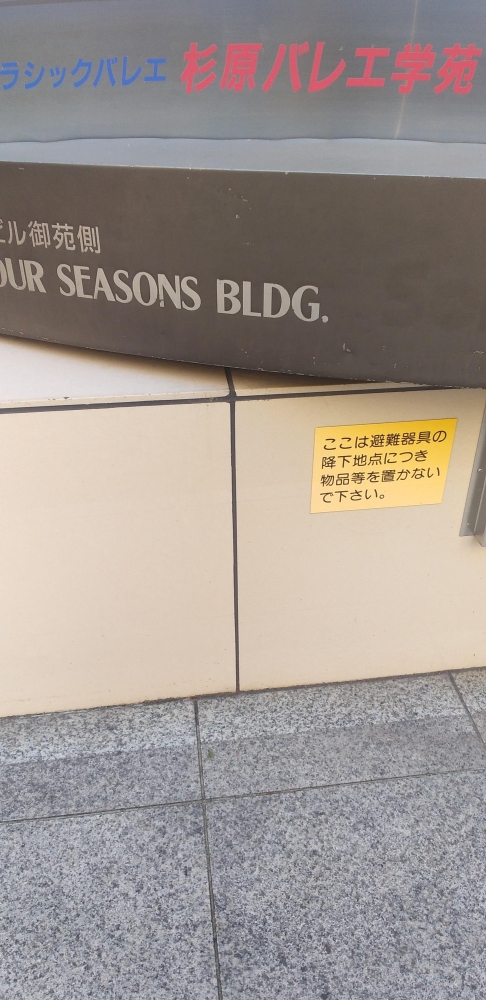 ラシックバレエ 杉原バレエ学苑
ビル御苑側
OUR SEASONS BLDG.
ここは避難器具の
降下地点につき
物品等を置かない
で下さい。